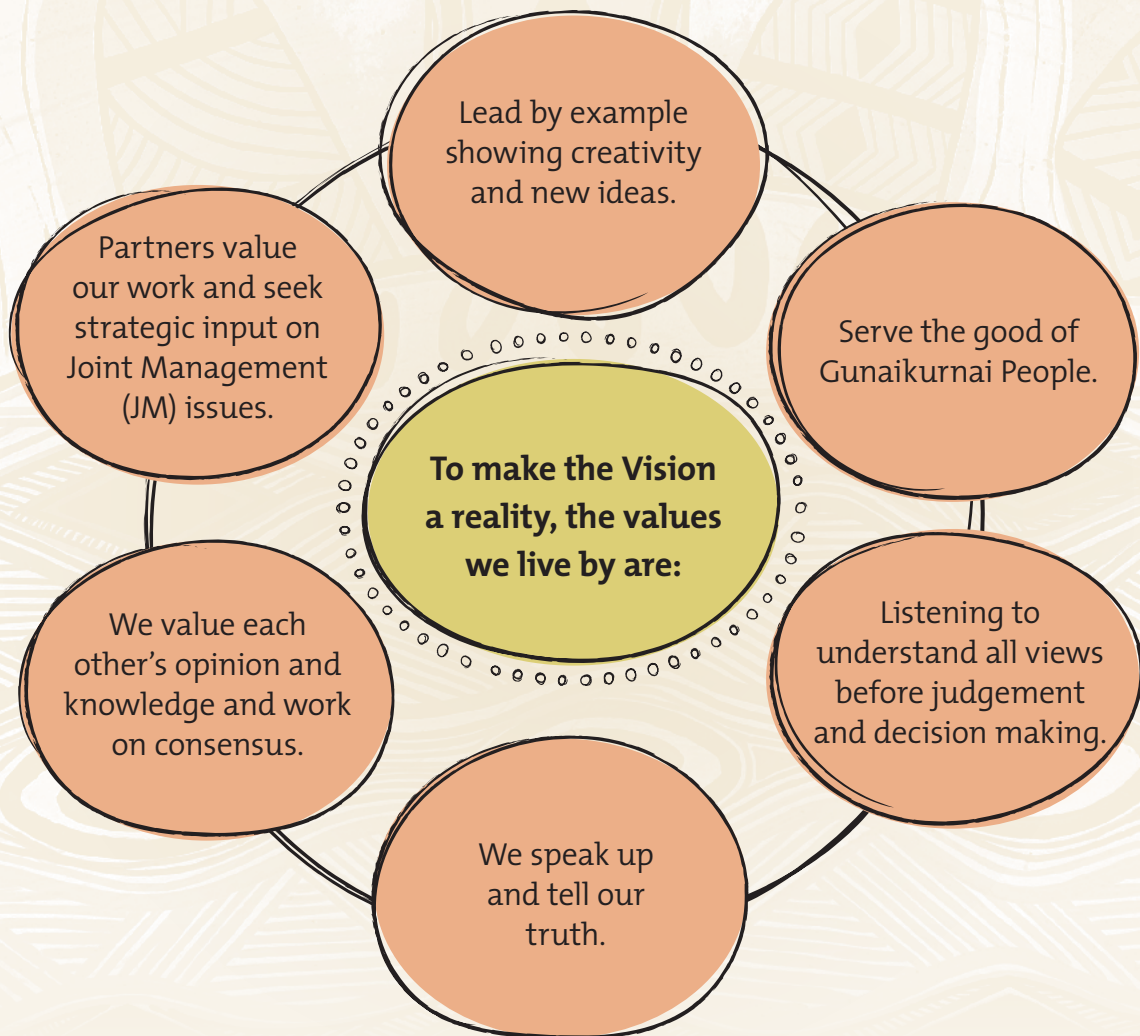 To make the Vision
a reality, the values
we live by are:
Lead by example
showing creativity
and new ideas.
Serve the good of
Gunaikurnai People.
Listening to
understand all views
before judgement
and decision making.
We speak up
and tell our
truth.
We value each
other’s opinion and
knowledge and work
on consensus.
Partners value
our work and seek
strategic input on
Joint Management
(JM) issues.